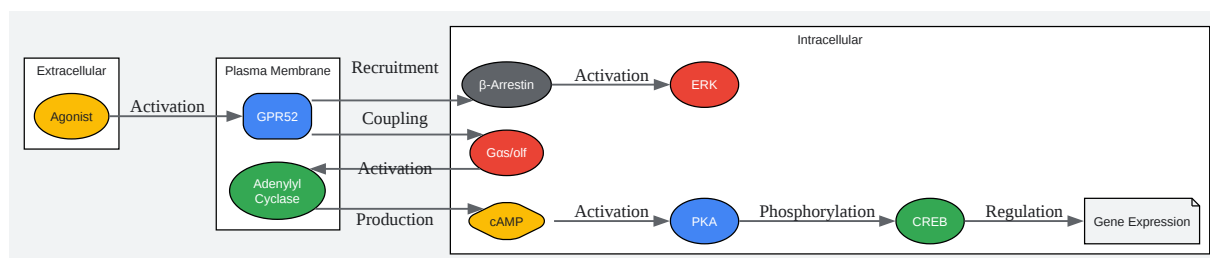 Extracellular
Agonist
Activation
Plasma Membrane
GPR52
Adenylyl
Cyclase
Recruitment
Coupling
Activation
Production
Intracellular
β-Arrestin
Activation
ERK
Gαs/olf
cAMP
Activation
PKA
Phosphorylation
CREB
Regulation
Gene Expression